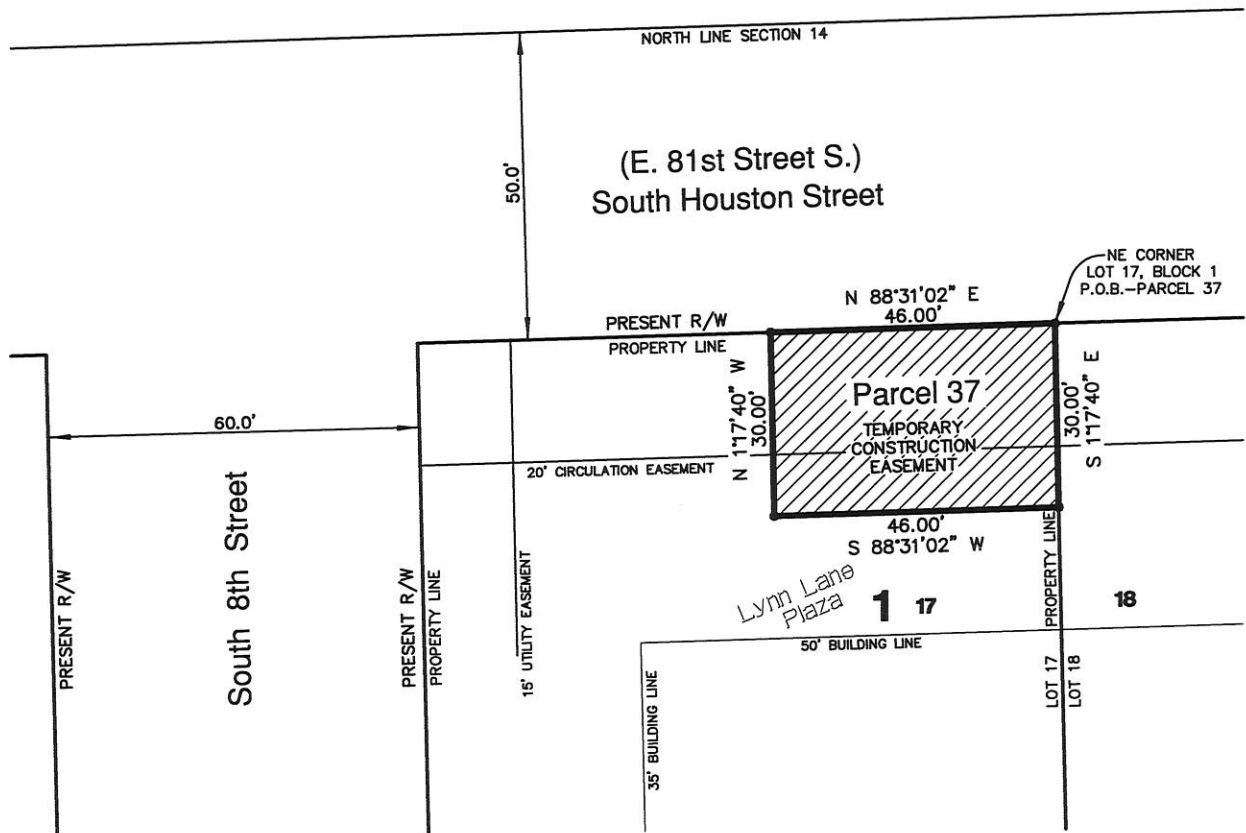 NORTH LINE SECTION 14
50.0'
(E. 81st Street S.)
South Houston Street
NE CORNER
LOT 17, BLOCK 1
P.O.B.-PARCEL 37
N 88°31'02" E
46.00'
PRESENT R/W
PROPERTY LINE
60.0'
N 1°17'40" W
30.00'
Parcel 37
TEMPORARY
CONSTRUCTION
EASEMENT
30.00'
S 1°17'40" E
20' CIRCULATION EASEMENT
46.00'
S 88°31'02" W
PRESENT R/W
South 8th Street
PRESENT R/W
PROPERTY LINE
15' UTILITY EASEMENT
Lynn Lane
Plaza
1
17
PROPERTY LINE
18
50' BUILDING LINE
35' BUILDING LINE
LOT 17
LOT 18